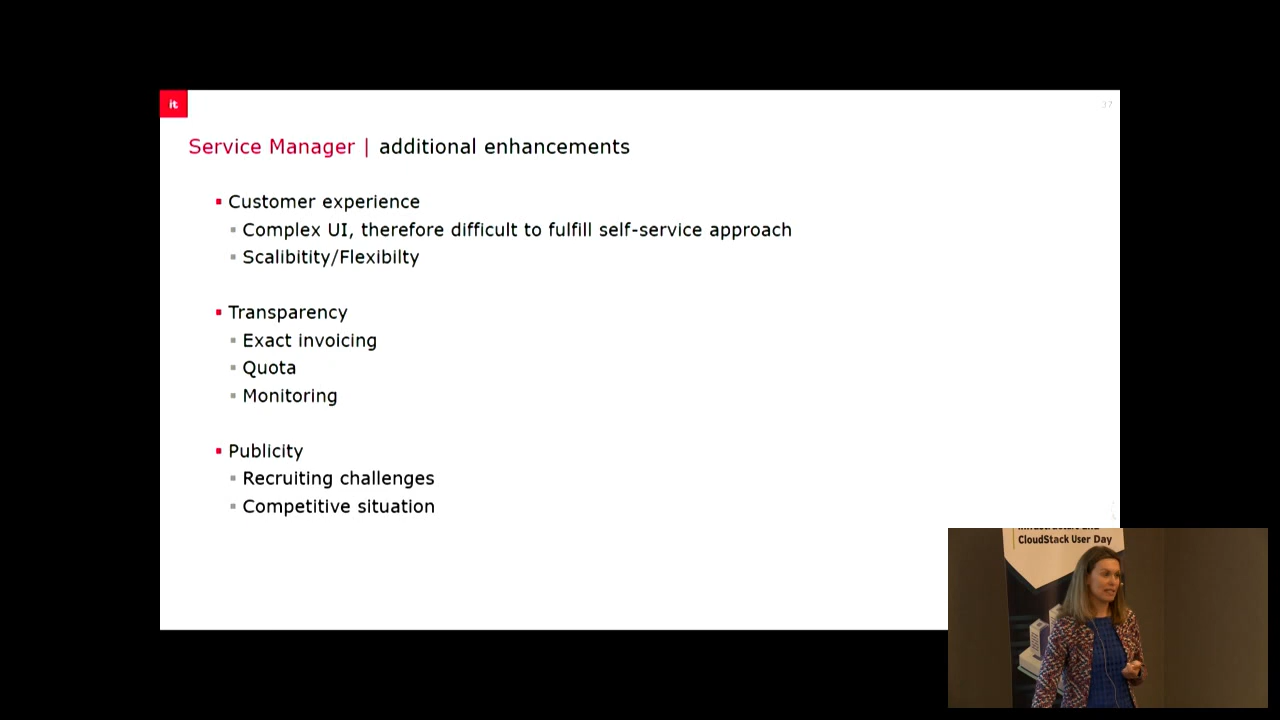 it
27
Service Manager | additional enhancements
Customer experience
Complex UI, therefore difficult to fulfill self-service approach
Scalibitity/Flexibilty
Transparency
Exact invoicing
Quota
Monitoring
Publicity
Recruiting challenges
Competitive situation
CloudStack User Day